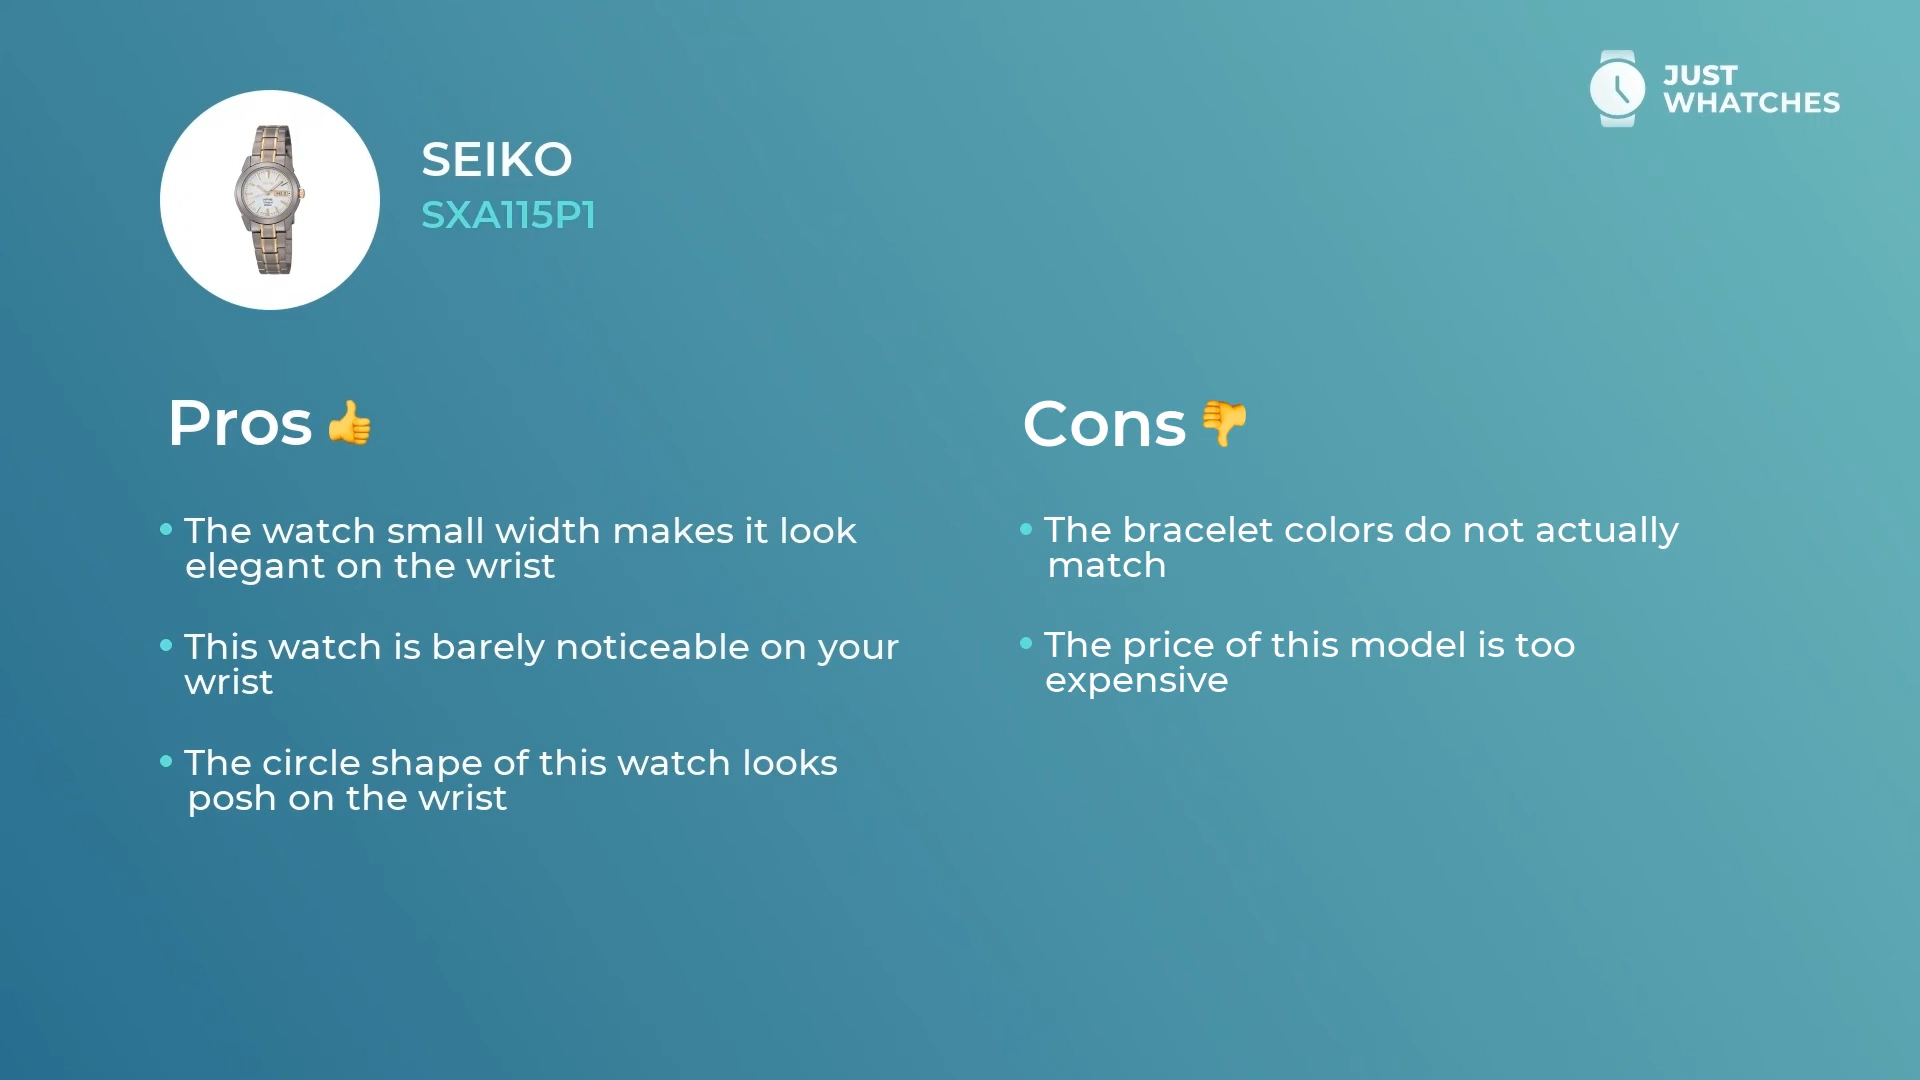 JUST
WHATCHES
SEIKO
SXA115P1
Pros
The watch small width makes it look
elegant on the wrist
This watch is barely noticeable on your
wrist
The circle shape of this watch looks
posh on the wrist
Cons
The bracelet colors do not actually
match
The price of this model is too
expensive